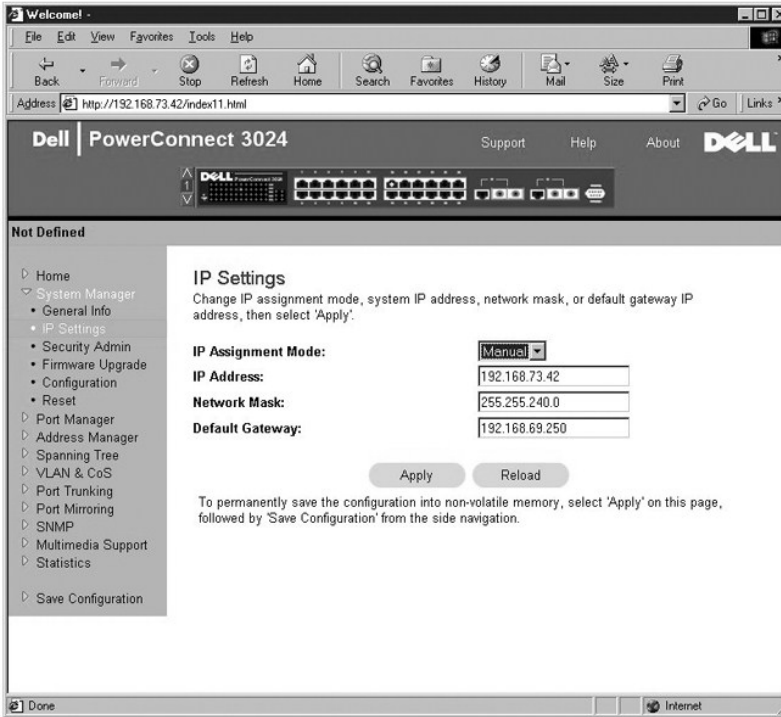 Welcome! -
File Edit View Favorites Tools Help
Back Forward Stop Refresh Home Search Favorites History Mail Size Print
Address http://192.168.73.42/index11.html Go Links
Dell | PowerConnect 3024 Support Help About DELL
1 DELL
Not Defined
Home
System Manager
General Info
IP Settings
Security Admin
Firmware Upgrade
Configuration
Reset
Port Manager
Address Manager
Spanning Tree
VLAN & CoS
Port Trunking
Port Mirroring
SNMP
Multimedia Support
Statistics
Save Configuration
IP Settings
Change IP assignment mode, system IP address, network mask, or default gateway IP
address, then select 'Apply'.
IP Assignment Mode: Manual
IP Address: 192.168.73.42
Network Mask: 255.255.240.0
Default Gateway: 192.168.69.250
Apply Reload
To permanently save the configuration into non-volatile memory, select 'Apply' on this page,
followed by 'Save Configuration' from the side navigation.
Done Internet